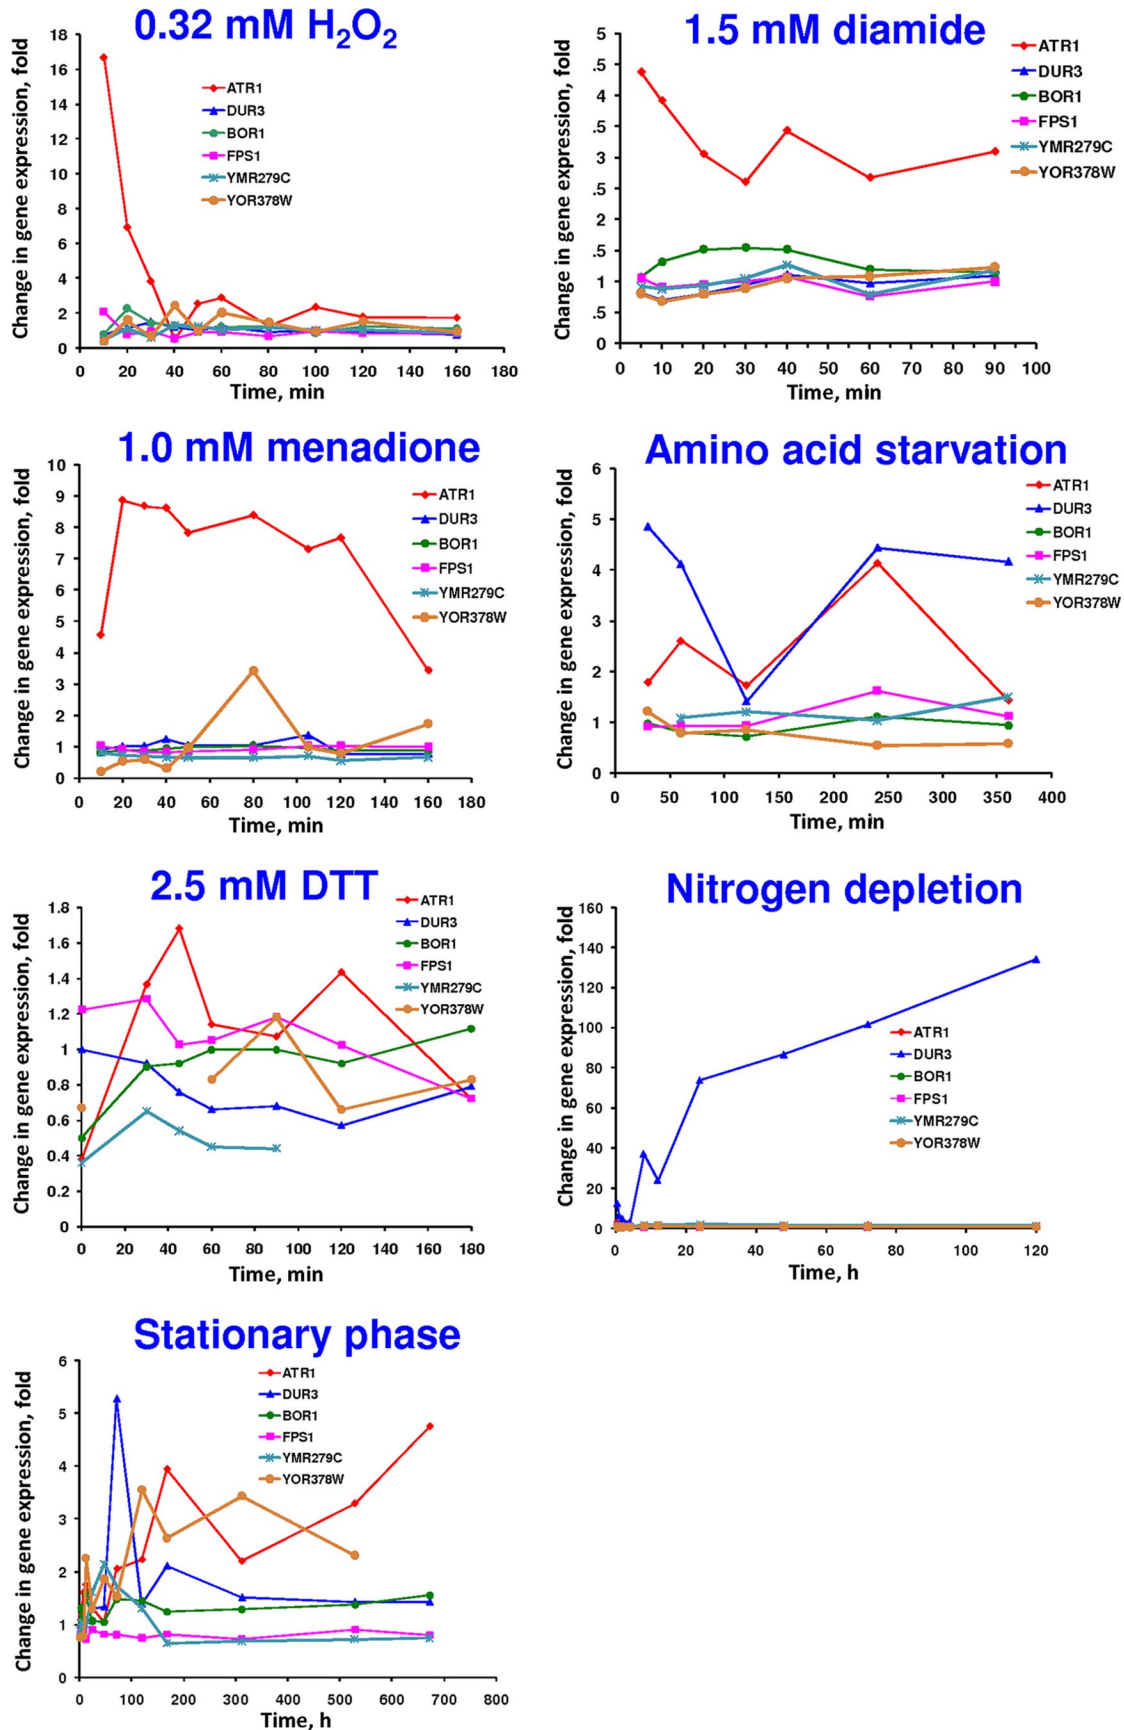 0.32 mM H₂O₂
Change in gene expression, fold
18
16
14
12
10
8
6
4
2
0
ATR1
DUR3
BOR1
FPS1
YMR279C
YOR378W
0 20 40 60 80 100 120 140 160 180
Time, min
1.5 mM diamide
Change in gene expression, fold
5
.5
4
.5
3
.5
2
.5
1
.5
0
ATR1
DUR3
BOR1
FPS1
YMR279C
YOR378W
0 10 20 30 40 50 60 70 80 90 100
Time, min
1.0 mM menadione
Change in gene expression, fold
10
9
8
7
6
5
4
3
2
1
0
ATR1
DUR3
BOR1
FPS1
YMR279C
YOR378W
0 20 40 60 80 100 120 140 160 180
Time, min
Amino acid starvation
Change in gene expression, fold
6
5
4
3
2
1
0
ATR1
DUR3
BOR1
FPS1
YMR279C
YOR378W
0 50 100 150 200 250 300 350 400
Time, min
2.5 mM DTT
Change in gene expression, fold
1.8
1.6
1.4
1.2
1
0.8
0.6
0.4
0.2
0
ATR1
DUR3
BOR1
FPS1
YMR279C
YOR378W
0 20 40 60 80 100 120 140 160 180
Time, min
Nitrogen depletion
Change in gene expression, fold
160
140
120
100
80
60
40
20
0
ATR1
DUR3
BOR1
FPS1
YMR279C
YOR378W
0 20 40 60 80 100 120
Time, h
Stationary phase
Change in gene expression, fold
6
5
4
3
2
1
0
ATR1
DUR3
BOR1
FPS1
YMR279C
YOR378W
0 100 200 300 400 500 600 700 800
Time, h